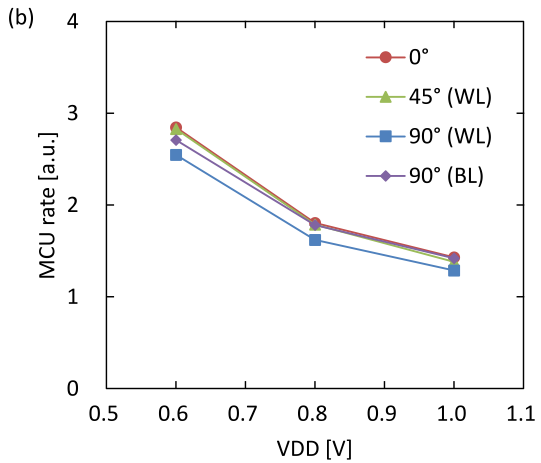 (b)
4
3
2
1
0
MCU rate [a.u.]
0°
45° (WL)
90° (WL)
90° (BL)
0.5 0.6 0.7 0.8 0.9 1.0 1.1
VDD [V]